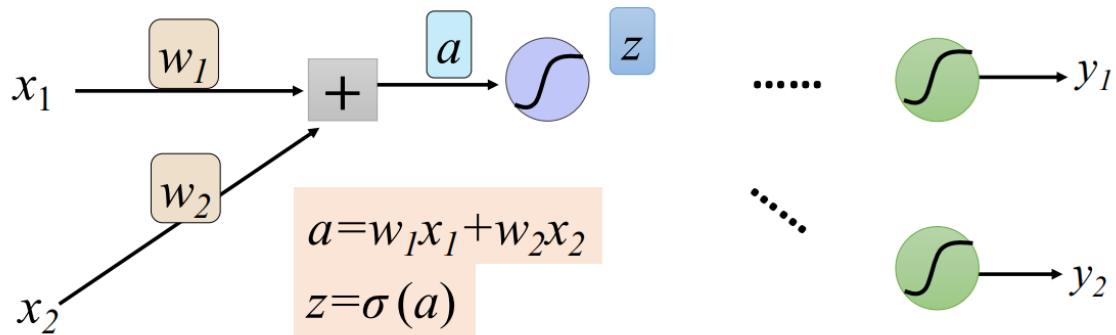 x₁ w₁ + a z ...... y₁
w₂
a=w₁x₁+w₂x₂
z=σ(a)
x₂ ...... y₂